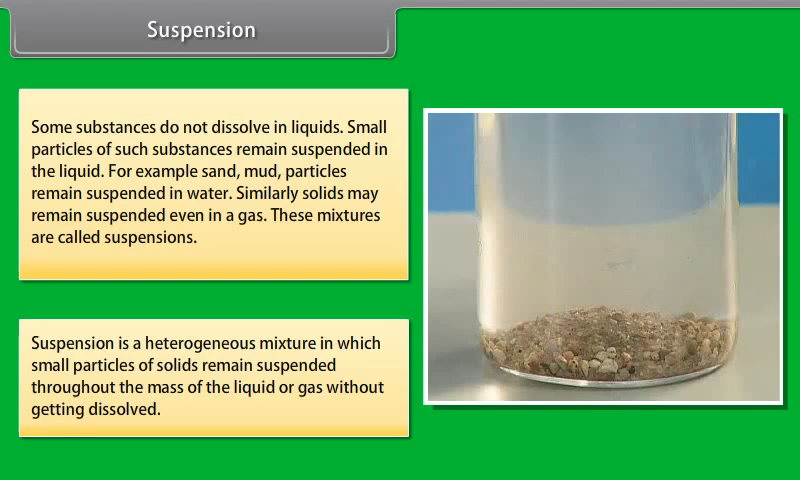 Suspension
Some substances do not dissolve in liquids. Small
particles of such substances remain suspended in
the liquid. For example sand, mud, particles
remain suspended in water. Similarly solids may
remain suspended even in a gas. These mixtures
are called suspensions.
Suspension is a heterogeneous mixture in which
small particles of solids remain suspended
throughout the mass of the liquid or gas without
getting dissolved.